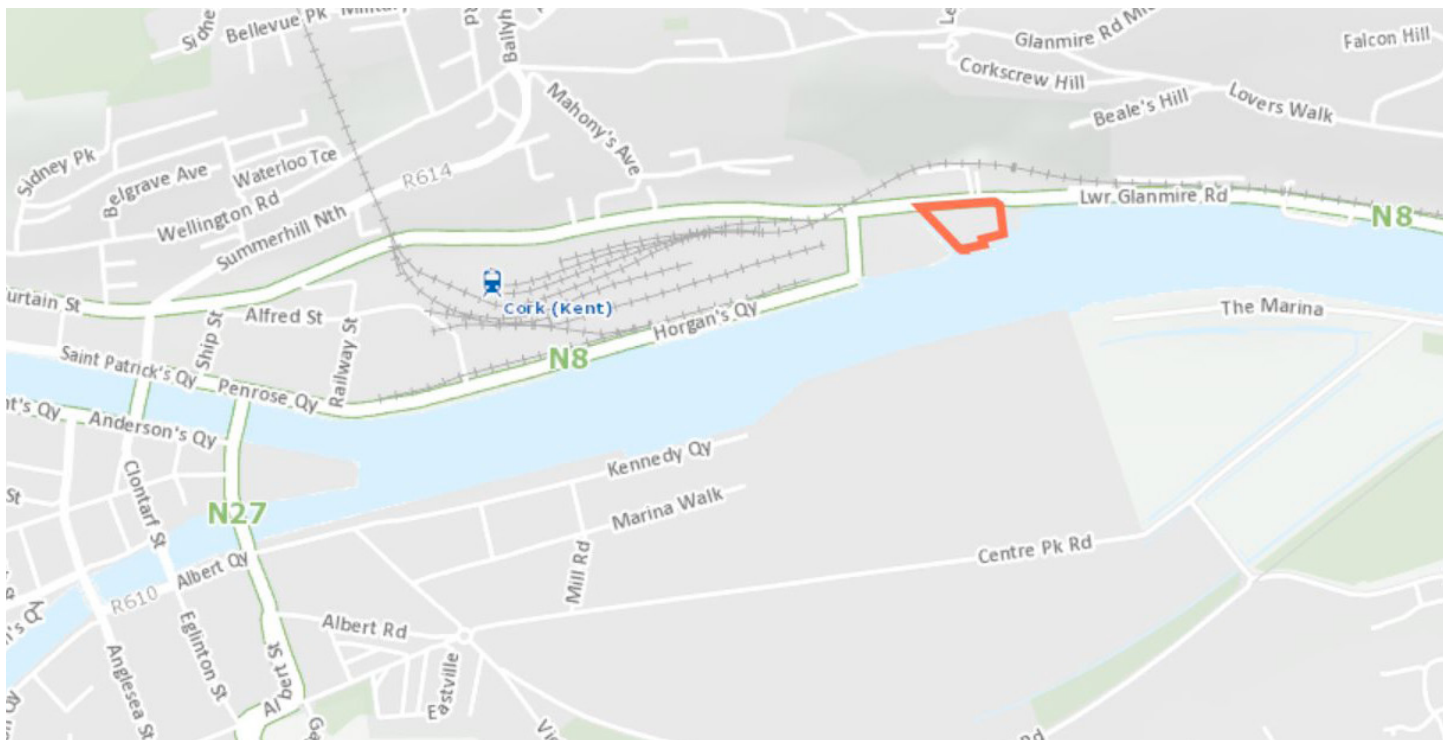 Bellevue Pk
Glanmire Rd
Falcon Hill
Corkscrew Hill
Beale's Hill
Lovers Walk
Mahony's Ave
Sidney Pk
Belgrave Ave
Waterloo Tce
R614
Wellington Rd
Summerhill Nth
Lwr Glanmire Rd
N8
Cork (Kent)
Alfred St
Ship St
Railway St
Horgan's Qy
The Marina
N8
Saint Patrick's Qy
Penrose Qy
Anderson's Qy
Kennedy Qy
Clontarf St
Marina Walk
N27
Centre Pk Rd
Mill Rd
Albert Qy
R610
Albert Rd
Eglinton St
Anglesea St
Eastville